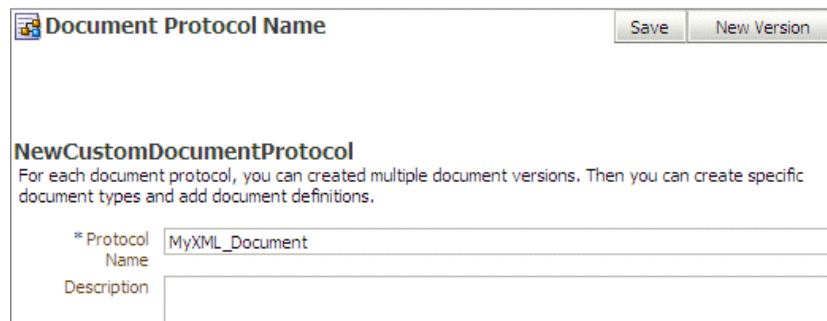 Document Protocol Name Save New Version
NewCustomDocumentProtocol
For each document protocol, you can created multiple document versions. Then you can create specific
document types and add document definitions.
* Protocol Name MyXML_Document
Description